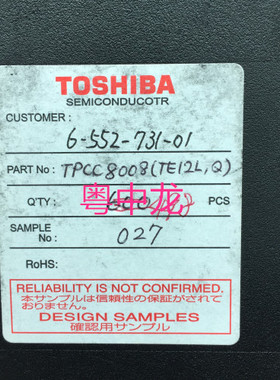 TOSHIBA
SEMICONDUCOTR
CUSTOMER :
6-552-731-01
PART No : TPCC8008(TE12L,Q)
粤中龙
Q'TY: 600 PCS
SAMPLE No : 027
RoHS:
RELIABILITY IS NOT CONFIRMED.
本サンプルは信頼性の保証がされて
おりません。
DESIGN SAMPLES
確認用サンプル